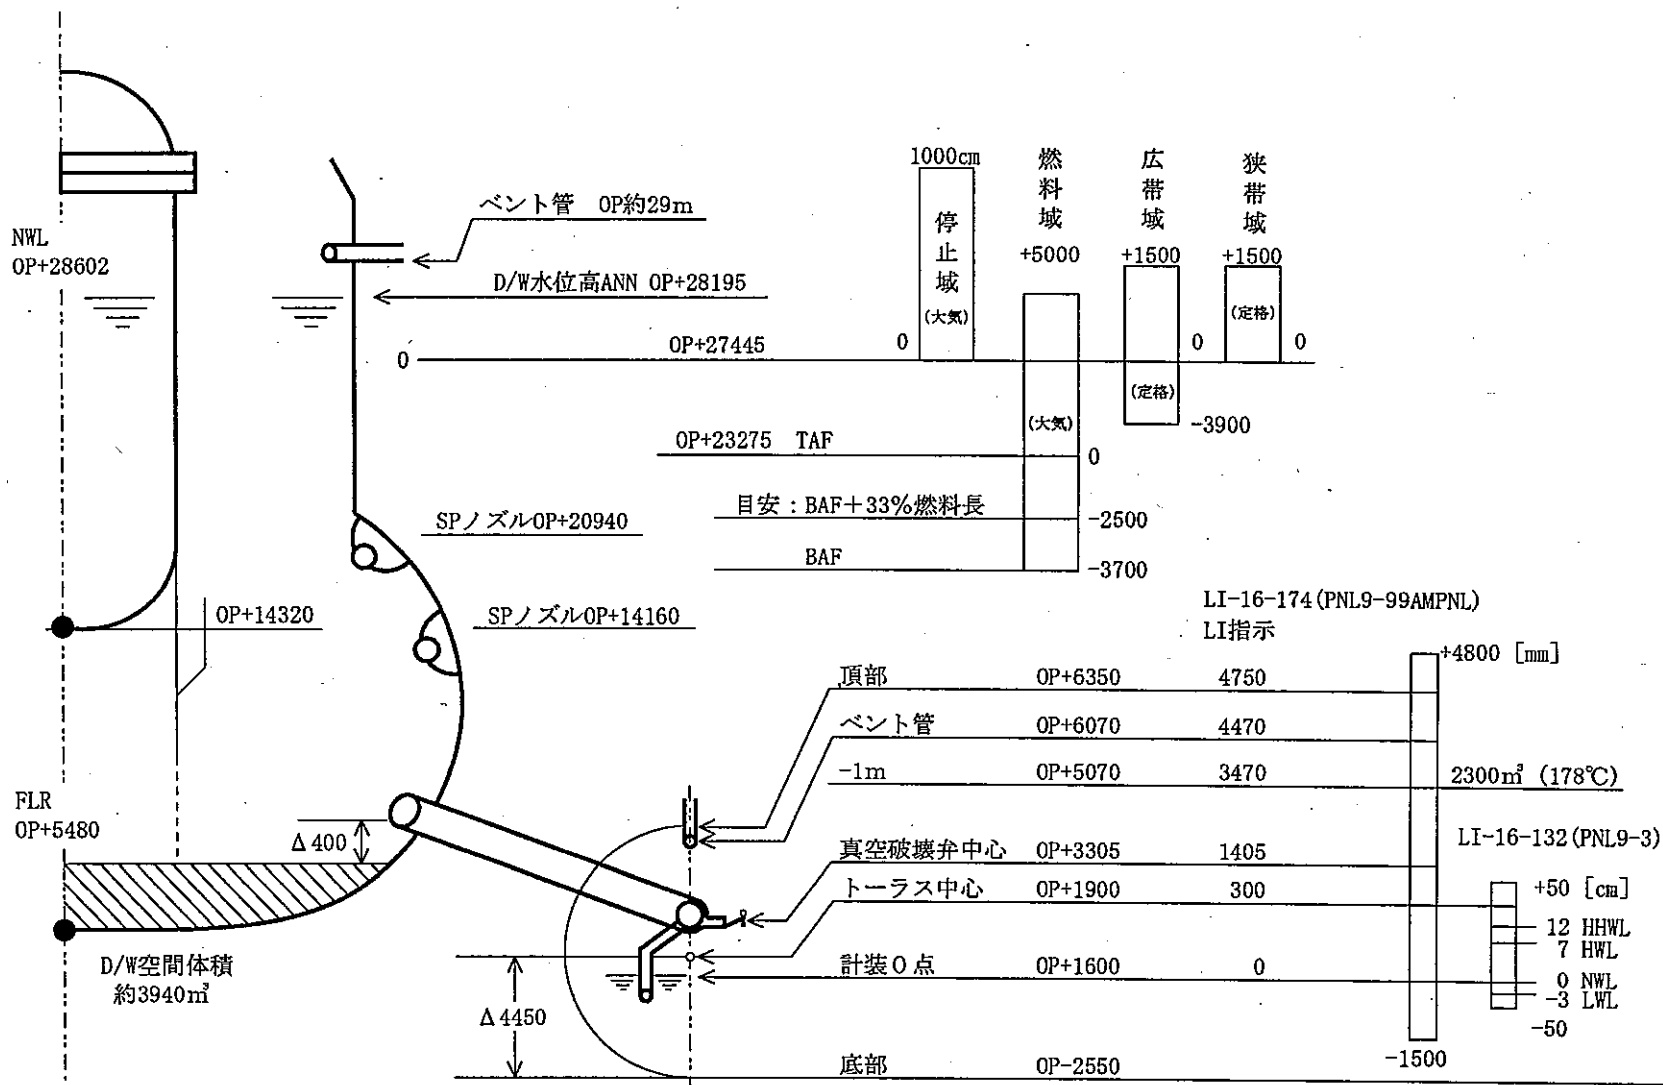 NWL
OP+28602
ベント管 OP約29m
D/W水位高ANN OP+28195
0
OP+27445
1000cm
停止域
(大気)
0
燃料域
+5000
(大気)
広帯域
+1500
0
(定格)
-3900
狭帯域
+1500
(定格)
0
OP+23275 TAF
0
目安：BAF+33%燃料長
-2500
BAF
-3700
SPノズルOP+20940
OP+14320
SPノズルOP+14160
LI-16-174(PNL9-99AMPNL)
LI指示
+4800 [mm]
頂部 OP+6350 4750
ベント管 OP+6070 4470
-1m OP+5070 3470 2300㎥ (178℃)
FLR
OP+5480
Δ400
LI-16-132(PNL9-3)
真空破壊弁中心 OP+3305 1405
トーラス中心 OP+1900 300
+50 [cm]
12 HHWL
7 HWL
D/W空間体積
約3940㎥
計装0点 OP+1600 0
0 NWL
-3 LWL
-50
Δ4450
-1500
底部 OP-2550